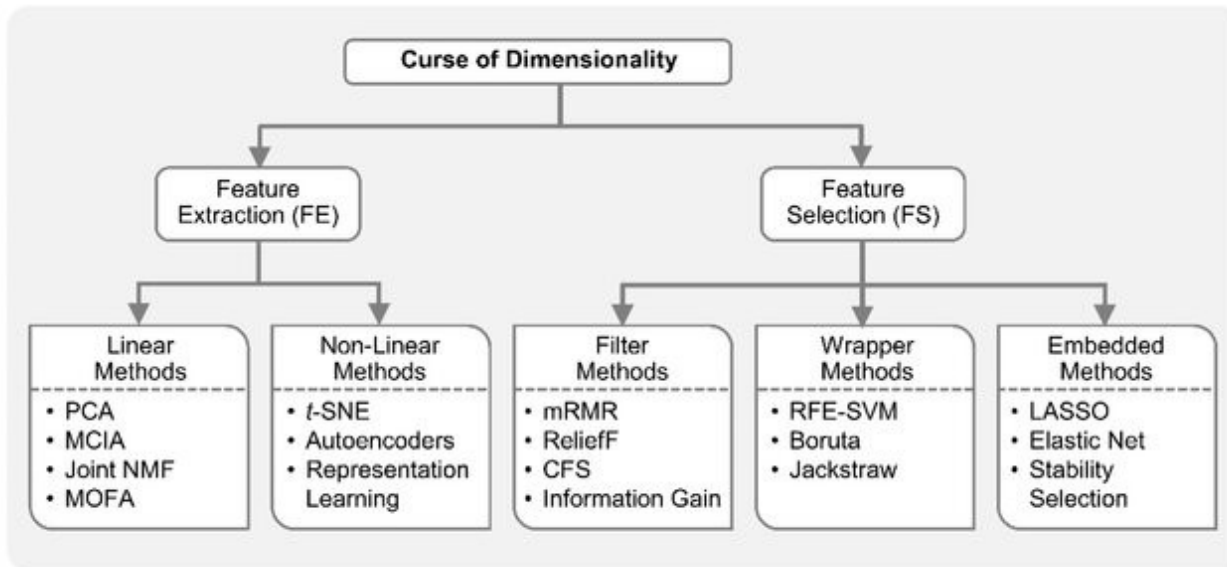 Curse of Dimensionality
Feature
Extraction (FE)
Feature
Selection (FS)
Linear
Methods
• PCA
• MCIA
• Joint NMF
• MOFA
Non-Linear
Methods
• t-SNE
• Autoencoders
• Representation
Learning
Filter
Methods
• mRMR
• ReliefF
• CFS
• Information Gain
Wrapper
Methods
• RFE-SVM
• Boruta
• Jackstraw
Embedded
Methods
• LASSO
• Elastic Net
• Stability
Selection